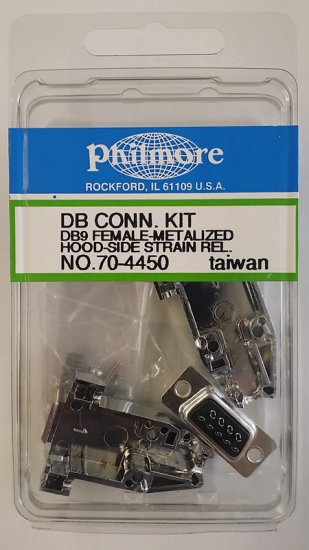 philmore
ROCKFORD, IL 61109 U.S.A.
DB CONN. KIT
DB9 FEMALE-METALIZED
HOOD-SIDE STRAIN REL.
NO.70-4450 taiwan